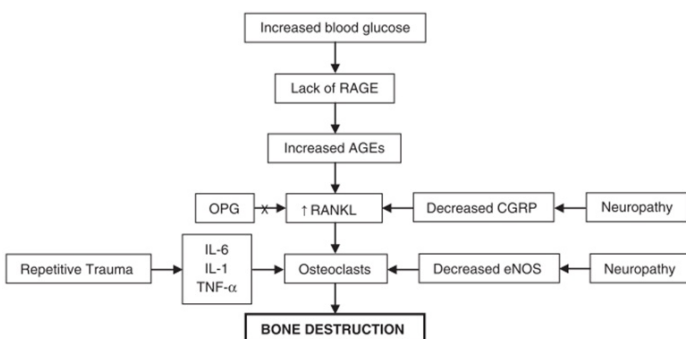 Increased blood glucose
Lack of RAGE
Increased AGEs
OPG
X
↑RANKL
Decreased CGRP
Neuropathy
Repetitive Trauma
IL-6
IL-1
TNF-α
Osteoclasts
Decreased eNOS
Neuropathy
BONE DESTRUCTION